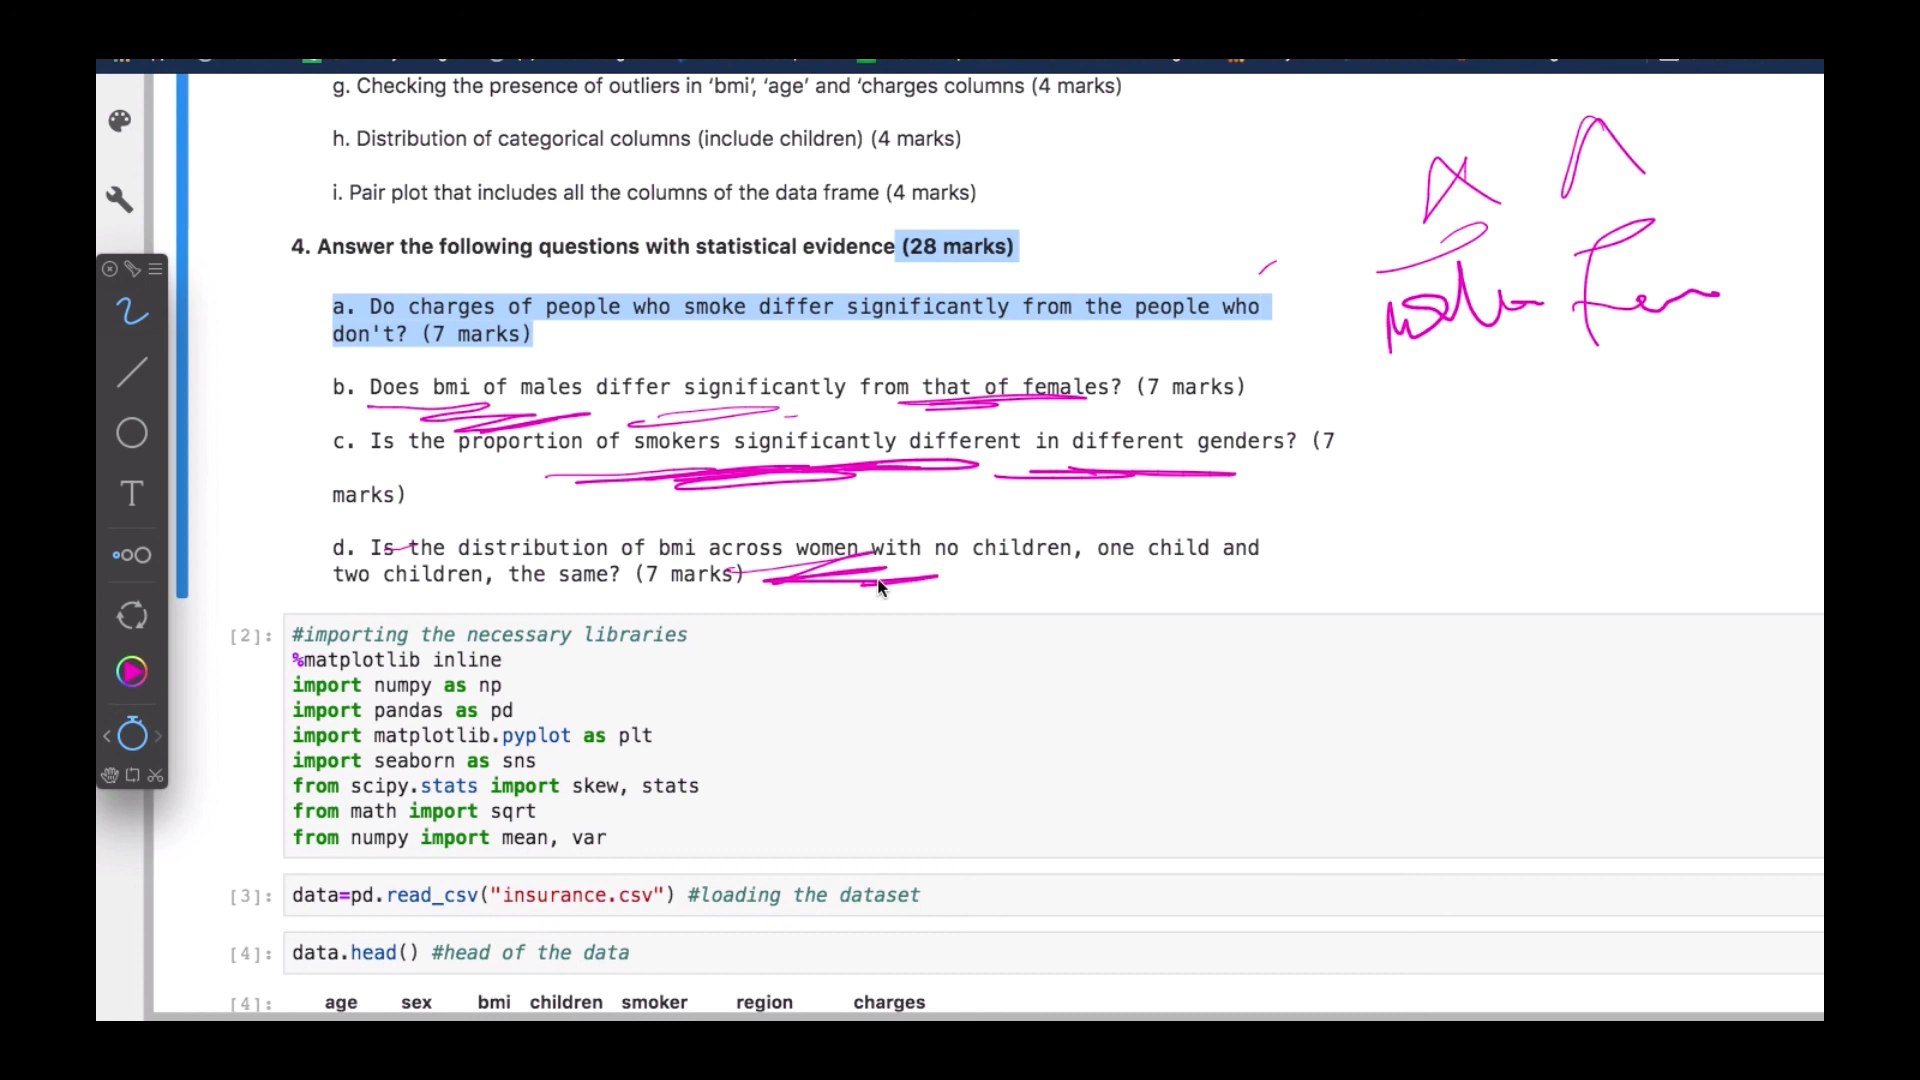 g. Checking the presence of outliers in ‘bmi’, ‘age’ and ‘charges columns (4 marks)
h. Distribution of categorical columns (include children) (4 marks)
i. Pair plot that includes all the columns of the data frame (4 marks)
4. Answer the following questions with statistical evidence (28 marks)
a. Do charges of people who smoke differ significantly from the people who
don't? (7 marks)
b. Does bmi of males differ significantly from that of females? (7 marks)
c. Is the proportion of smokers significantly different in different genders? (7
marks)
d. Is the distribution of bmi across women with no children, one child and
two children, the same? (7 marks)
[2]: #importing the necessary libraries
%matplotlib inline
import numpy as np
import pandas as pd
import matplotlib.pyplot as plt
import seaborn as sns
from scipy.stats import skew, stats
from math import sqrt
from numpy import mean, var
[3]: data=pd.read_csv("insurance.csv") #loading the dataset
[4]: data.head() #head of the data
[4]: age sex bmi children smoker region charges